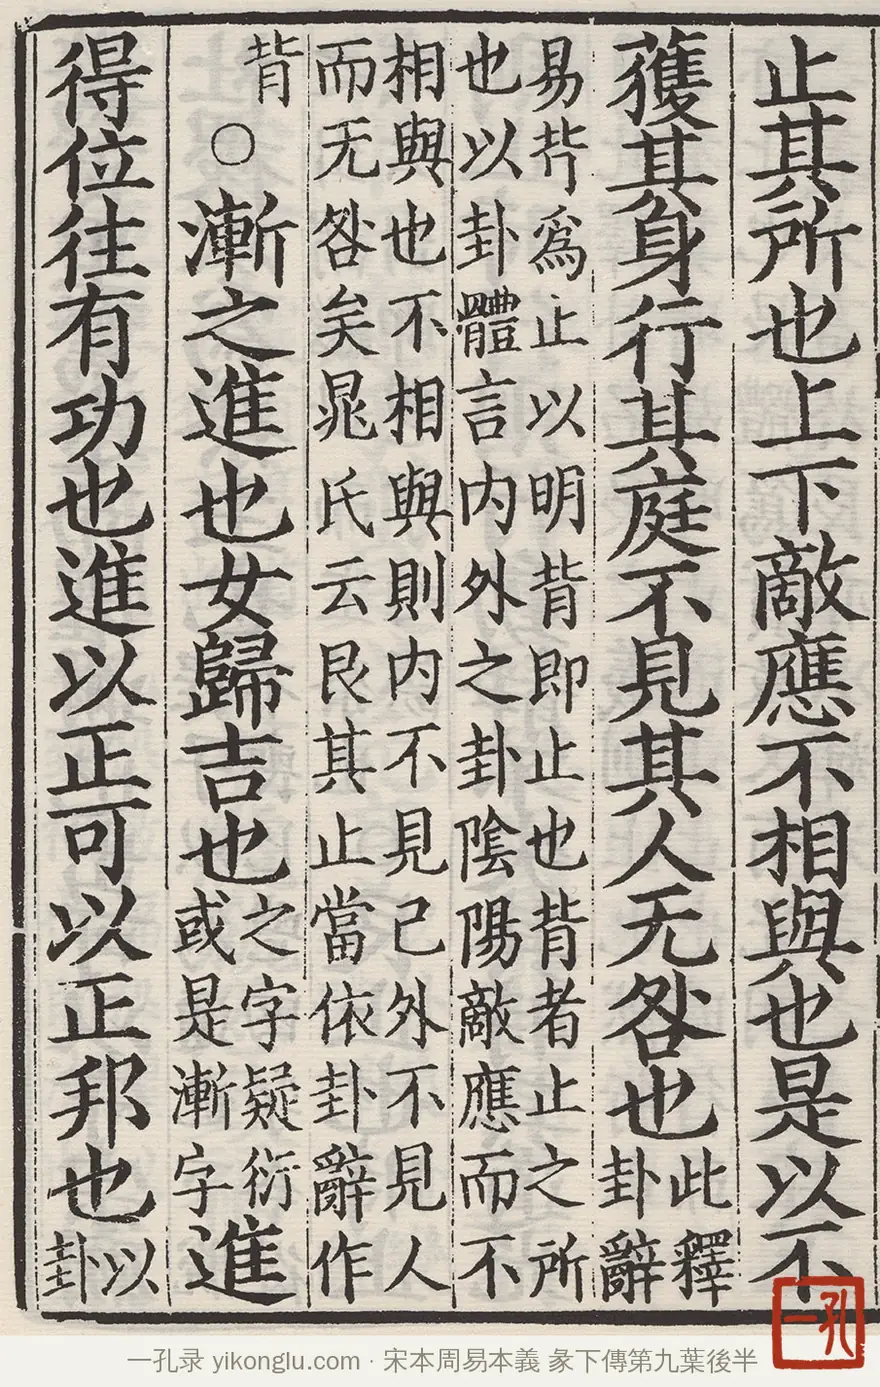 止其所也上下敵應不相與也是以不
獲其身行其庭不見其人无咎也此釋卦辭
易背爲止以明背即止也背者止之所
也以卦體言内外之卦陰陽敵應而不
相與也不相與則内不見己外不見人
而无咎矣晁氏云艮其止當依卦辭作
背○漸之進也女歸吉也之字疑衍或是漸字進
得位往有功也進以正可以正邦也以卦
一孔
一孔录 yikonglu.com · 宋本周易本義 彖下傳第九葉後半